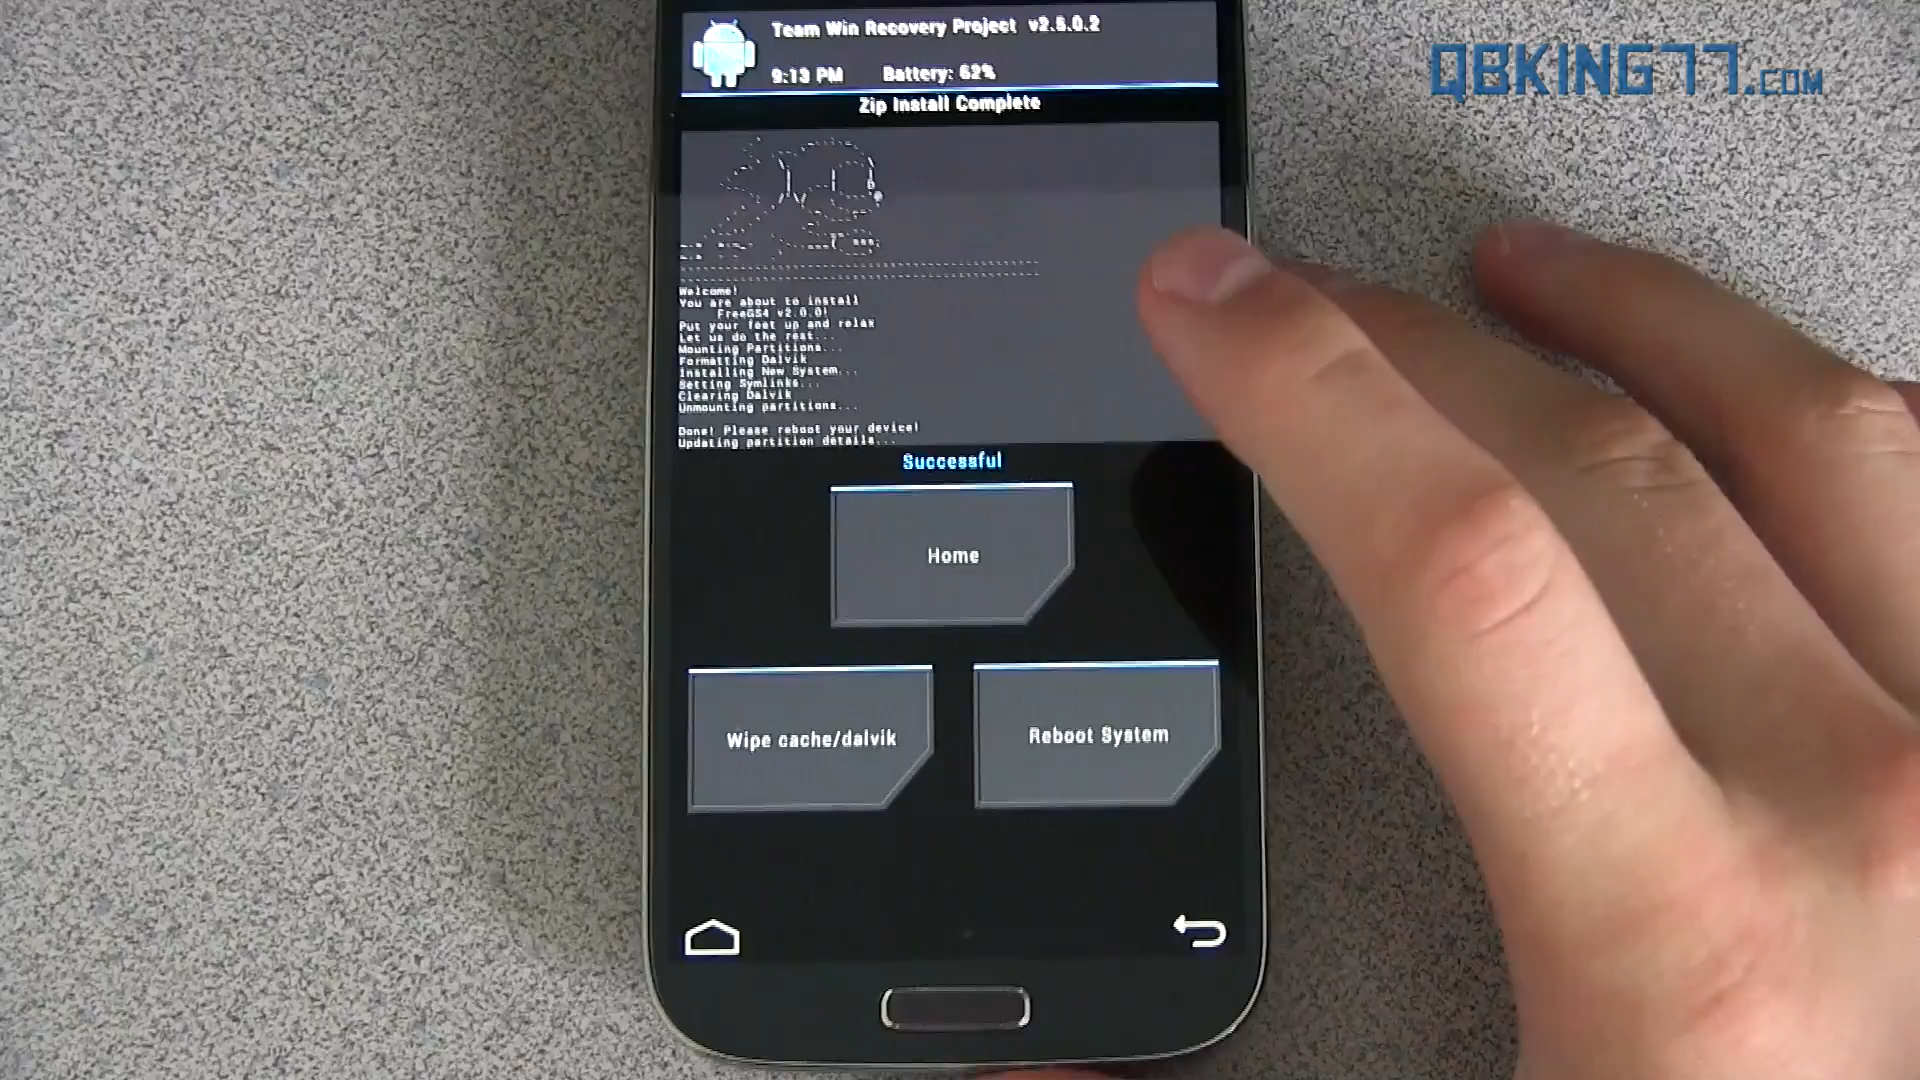 Team Win Recovery Project v2.5.0.2
QBKING77.COM
9:13 PM Battery: 62%
Zip Install Complete
Welcome!
You are about to install
FreeGS4 v2.0.0!
Put your feet up and relax
Let us do the rest...
Mounting Partitions...
Formatting Dalvik
Installing New System...
Setting Symlinks...
Clearing Dalvik
Unmounting partitions...
Done! Please reboot your device!
Updating partition details...
Successful
Home
Wipe cache/dalvik
Reboot System